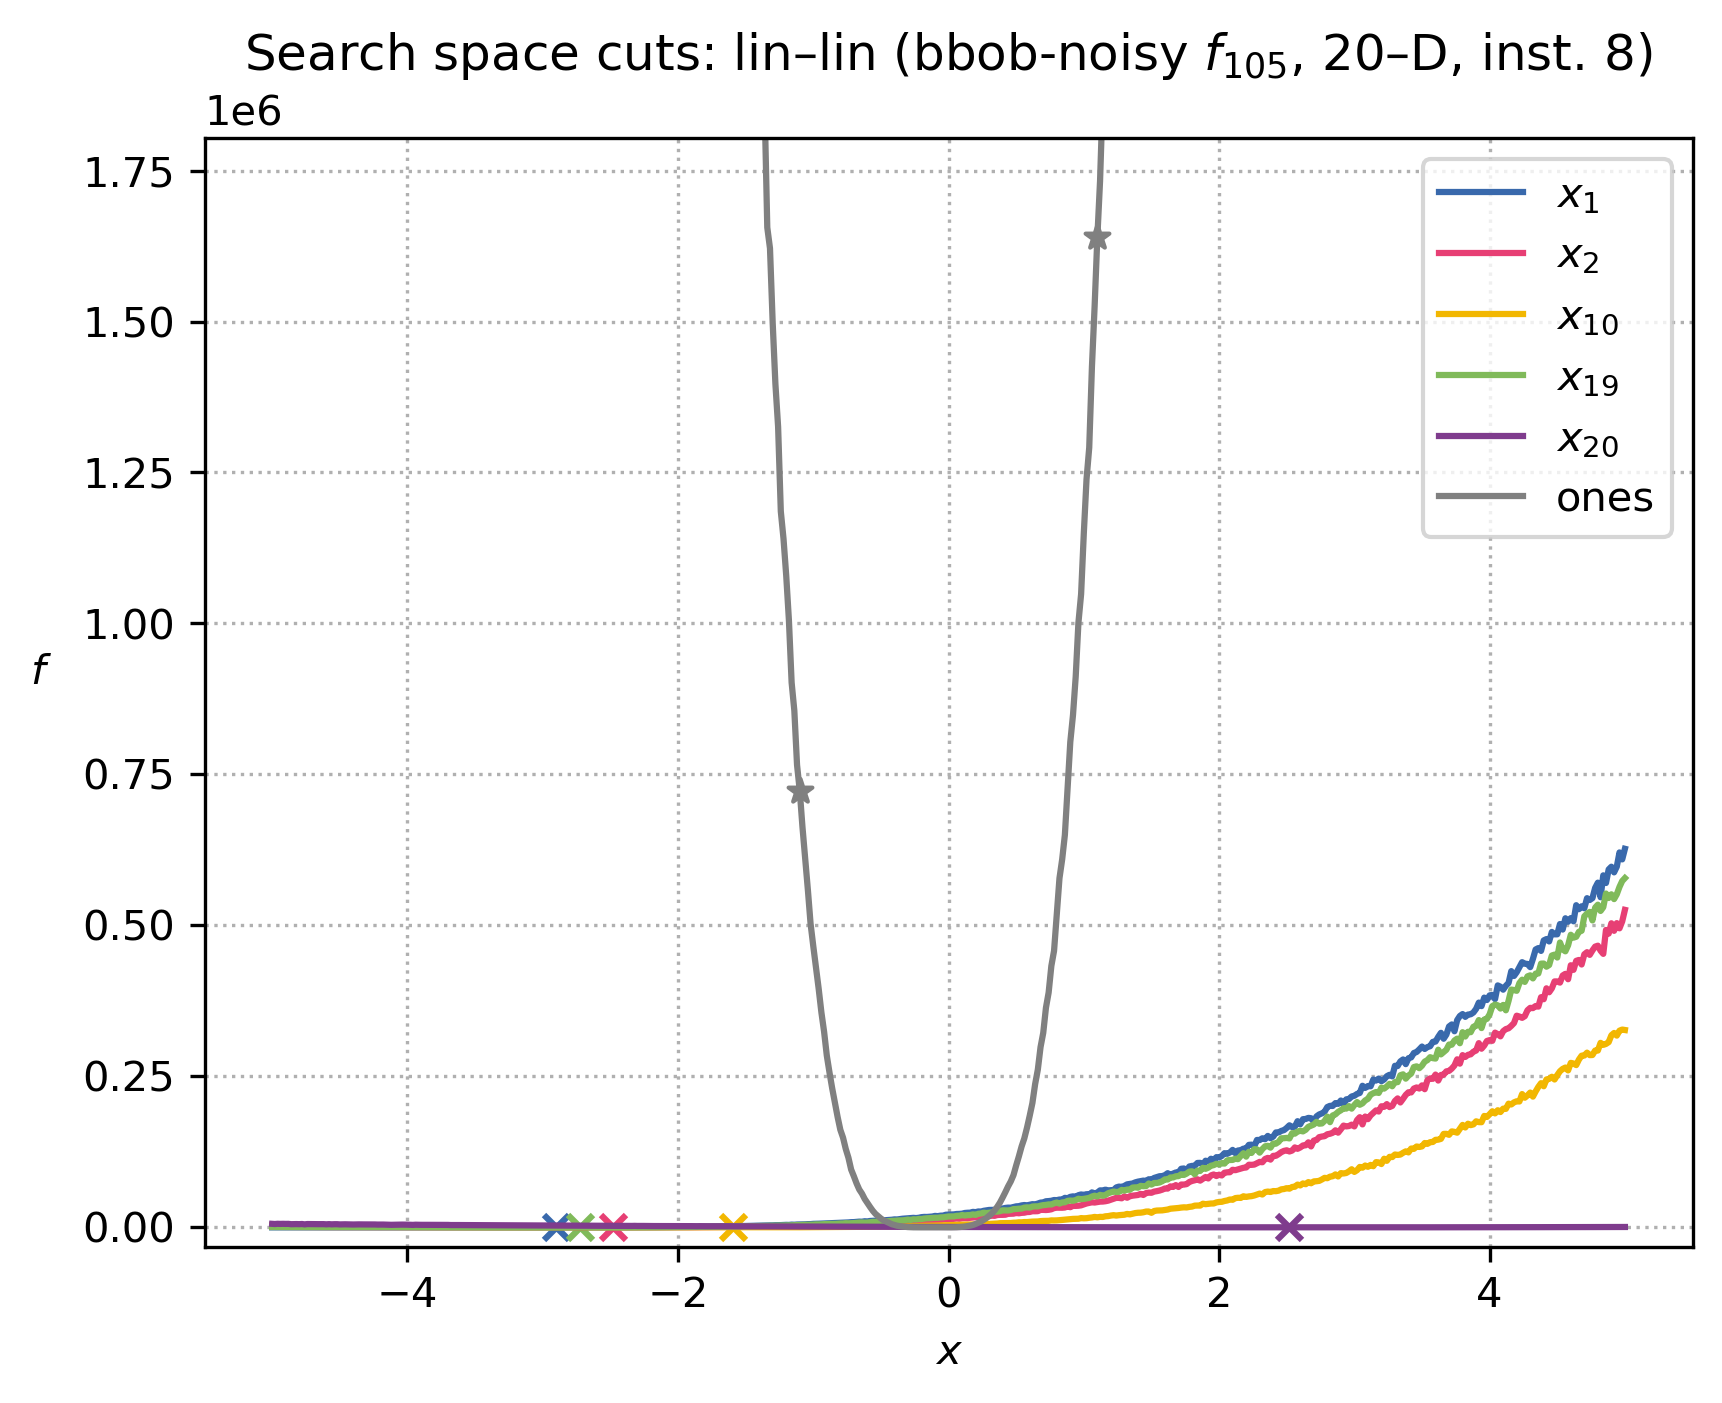 Search space cuts: lin–lin (bbob-noisy f105, 20–D, inst. 8)
1e6
1.75
1.50
1.25
1.00
0.75
0.50
0.25
0.00
f
−4
−2
0
2
4
x
x1
x2
x10
x19
x20
ones